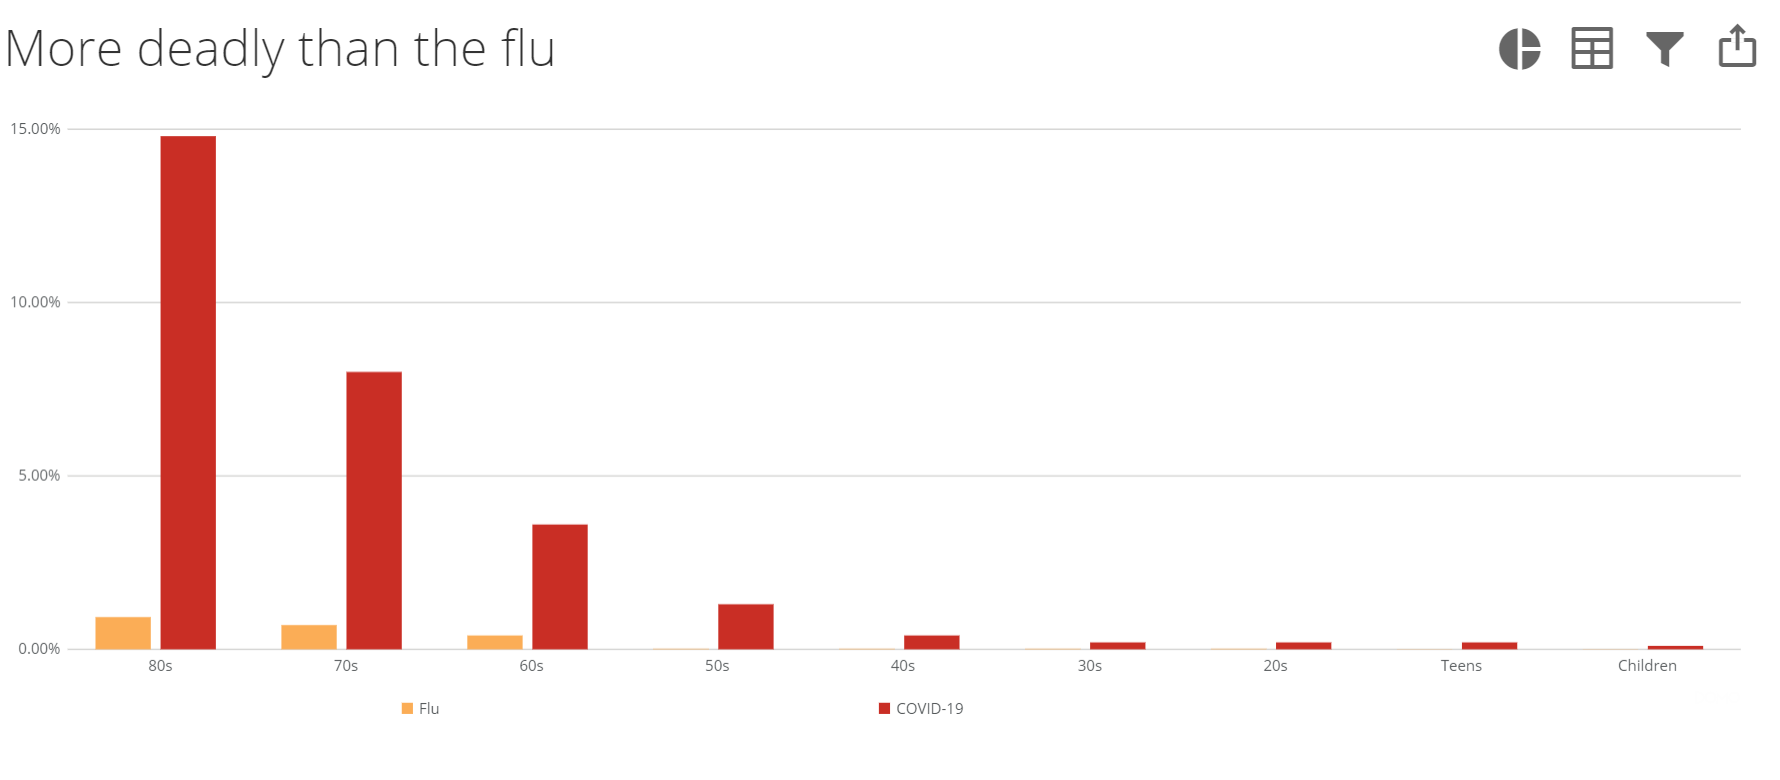 More deadly than the flu
15.00%
10.00%
5.00%
0.00%
80s 70s 60s 50s 40s 30s 20s Teens Children
Flu COVID-19